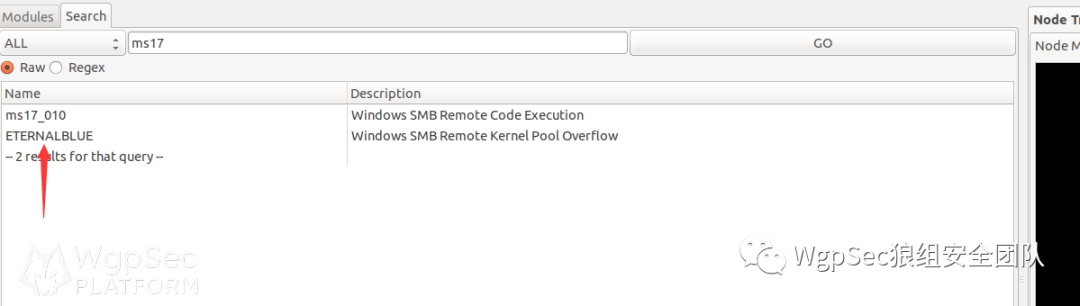 Modules Search
ALL ms17 GO
Raw Regex
Name Description
ms17_010 Windows SMB Remote Code Execution
ETERNALBLUE Windows SMB Remote Kernel Pool Overflow
-- 2 results for that query --
Node Tr
Node M
WgpSec
PLATFORM
WgpSec狼组安全团队